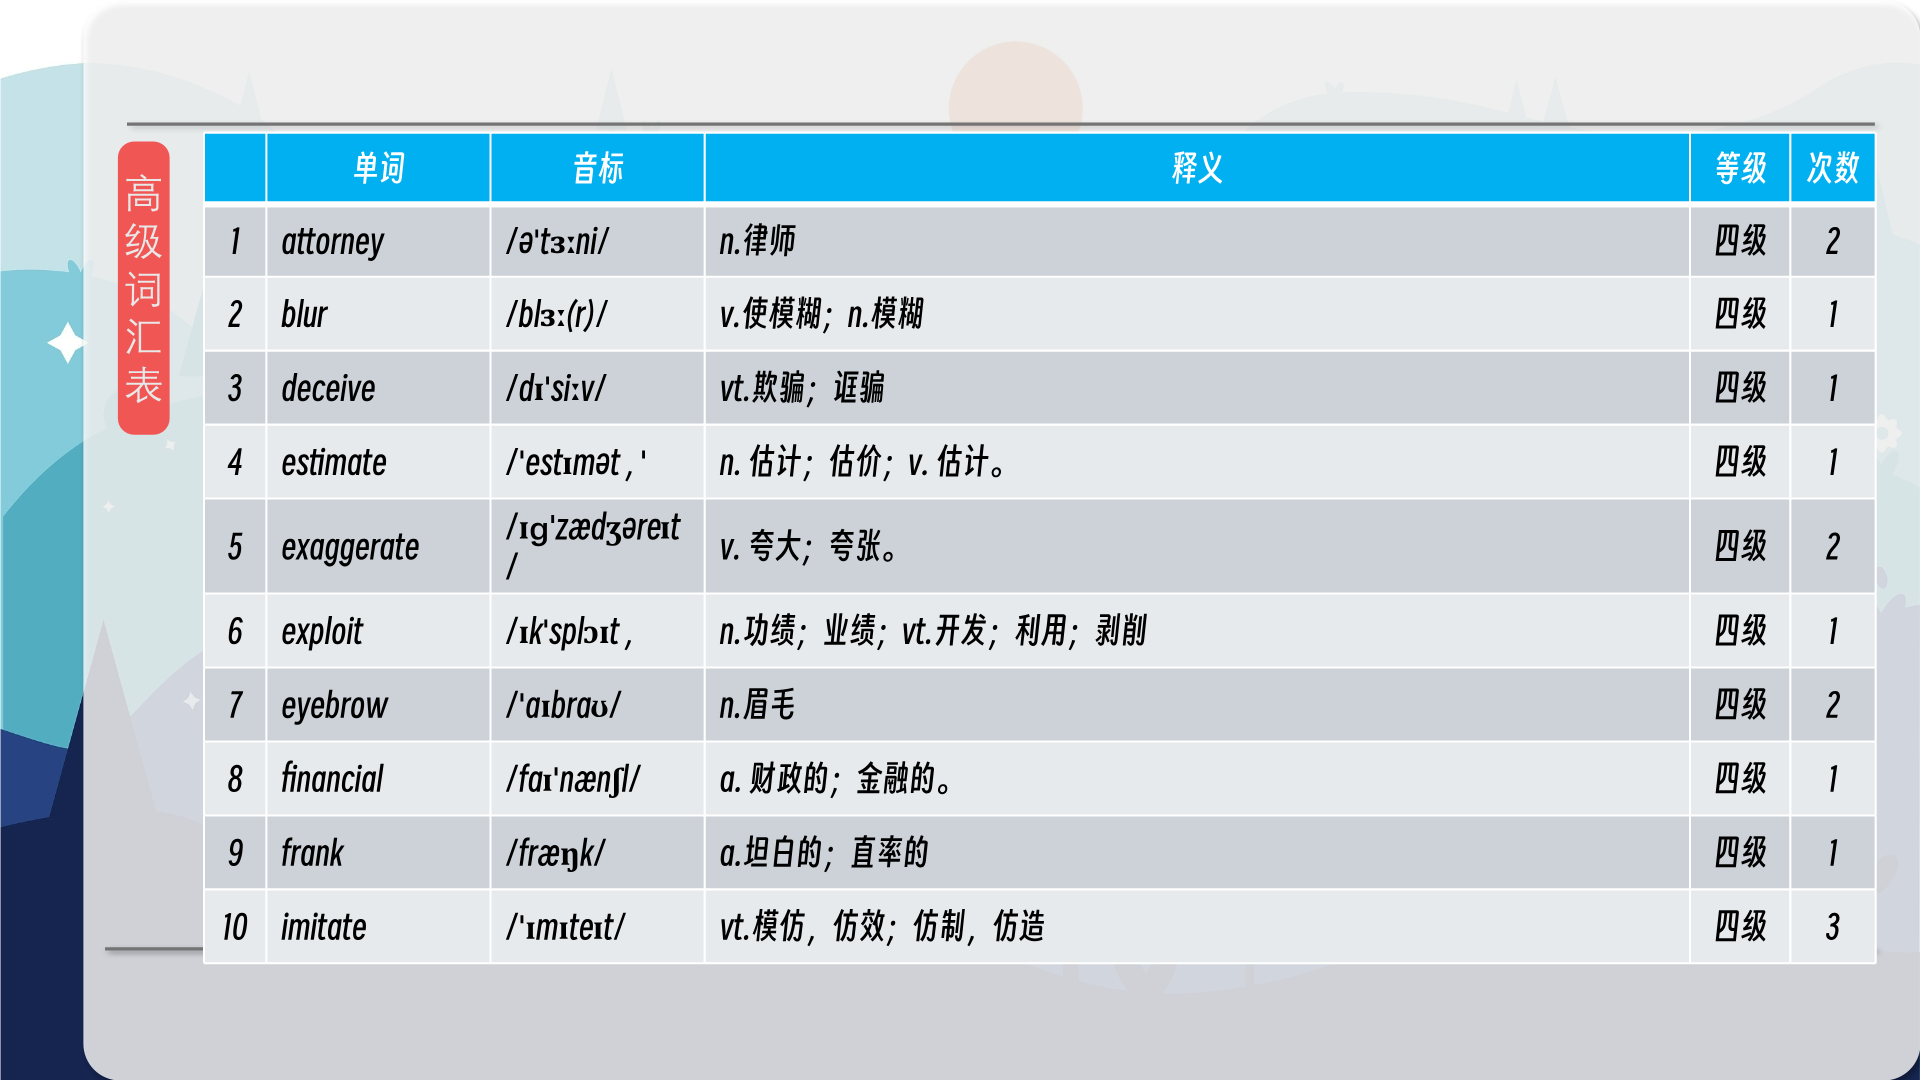 高级词汇表
单词 音标 释义 等级 次数
1 attorney /ə'tɜːni/ n.律师 四级 2
2 blur /blɜː(r)/ v.使模糊；n.模糊 四级 1
3 deceive /dɪ'siːv/ vt.欺骗；诓骗 四级 1
4 estimate /'estɪmət , ' n. 估计；估价；v. 估计。 四级 1
5 exaggerate /ɪɡ'zædʒəreɪt
/ v. 夸大；夸张。 四级 2
6 exploit /ɪk'splɔɪt , n.功绩；业绩；vt.开发；利用；剥削 四级 1
7 eyebrow /'aɪbraʊ/ n.眉毛 四级 2
8 financial /faɪ'nænʃl/ a. 财政的；金融的。 四级 1
9 frank /fræŋk/ a.坦白的；直率的 四级 1
10 imitate /'ɪmɪteɪt/ vt.模仿，仿效；仿制，仿造 四级 3